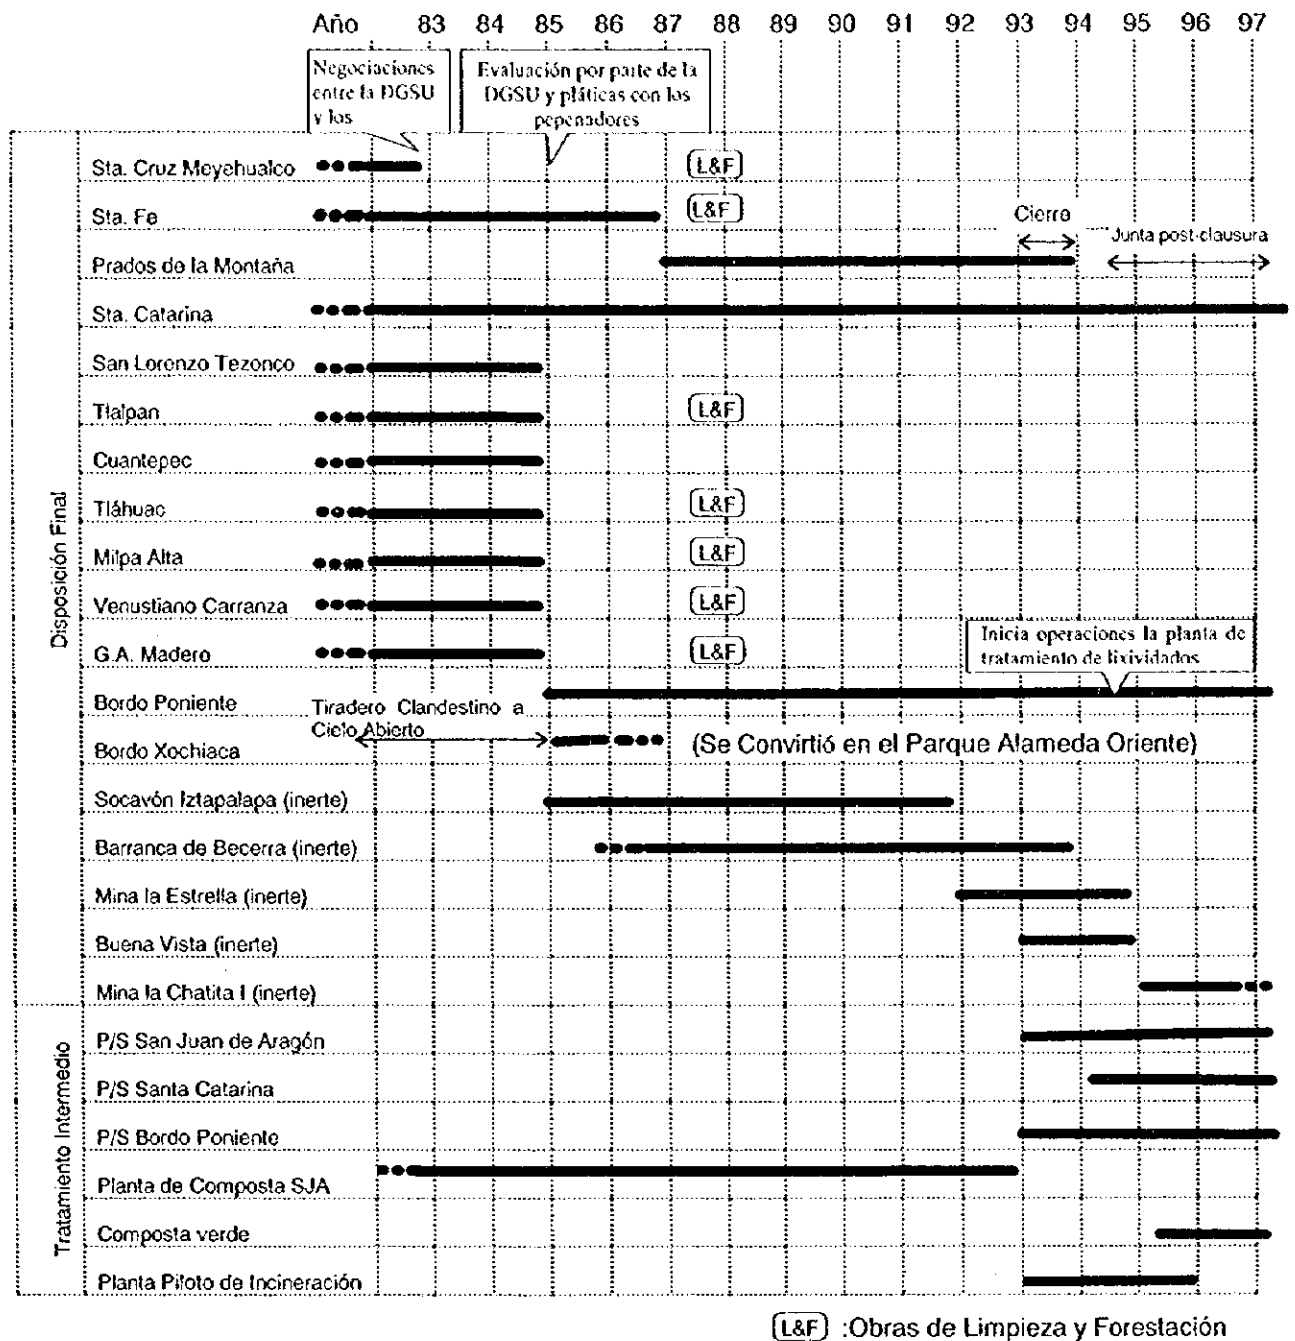 Año 83 84 85 86 87 88 89 90 91 92 93 94 95 96 97
Negociaciones
entre la DGSU
y los
Evaluación por parte de la
DGSU y pláticas con los
pepenadores
Disposición Final
Sta. Cruz Meyehualco
L&F
Sta. Fe
L&F
Cierre
Junta post-clausura
Prados de la Montaña
Sta. Catarina
San Lorenzo Tezonco
Tlalpan
L&F
Cuantepec
Tláhuac
L&F
Milpa Alta
L&F
Venustiano Carranza
L&F
G.A. Madero
L&F
Inicia operaciones la planta de
tratamiento de lixividados
Bordo Poniente
Tiradero Clandestino a
Cielo Abierto
Bordo Xochiaca
(Se Convirtió en el Parque Alameda Oriente)
Socavón Iztapalapa (inerte)
Barranca de Becerra (inerte)
Mina la Estrella (inerte)
Buena Vista (inerte)
Mina la Chatita I (inerte)
Tratamiento Intermedio
P/S San Juan de Aragón
P/S Santa Catarina
P/S Bordo Poniente
Planta de Composta SJA
Composta verde
Planta Piloto de Incineración
L&F :Obras de Limpieza y Forestación